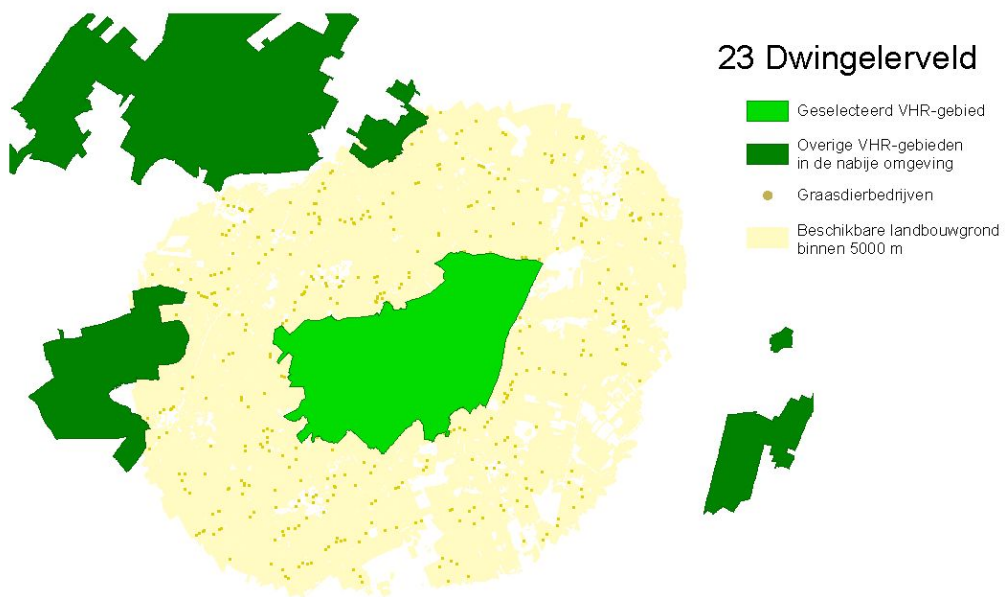 23 Dwingelerveld
Geselecteerd VHR-gebied
Overige VHR-gebieden
in de nabije omgeving
Graasdierbedrijven
Beschikbare landbouwgrond
binnen 5000 m